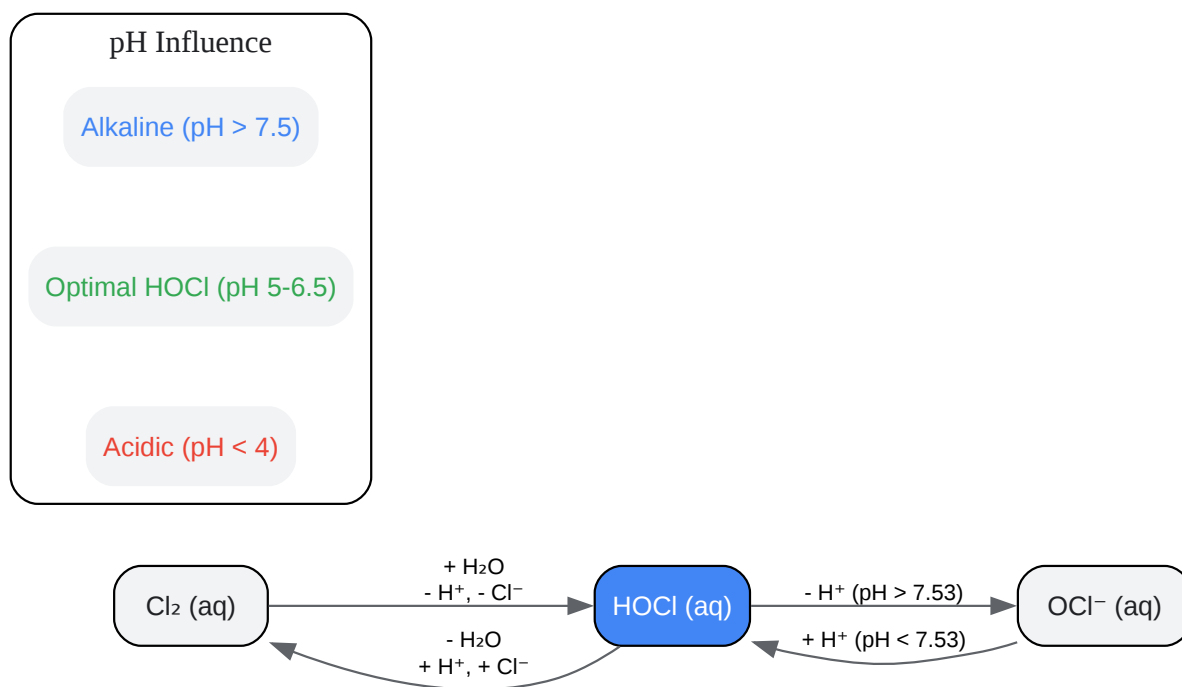 pH Influence
Alkaline (pH > 7.5)
Optimal HOCl (pH 5-6.5)
Acidic (pH < 4)
+ H₂O
- H⁺, - Cl⁻
Cl₂ (aq)
HOCl (aq)
- H⁺ (pH > 7.53)
OCl⁻ (aq)
- H₂O
+ H⁺, + Cl⁻
+ H⁺ (pH < 7.53)